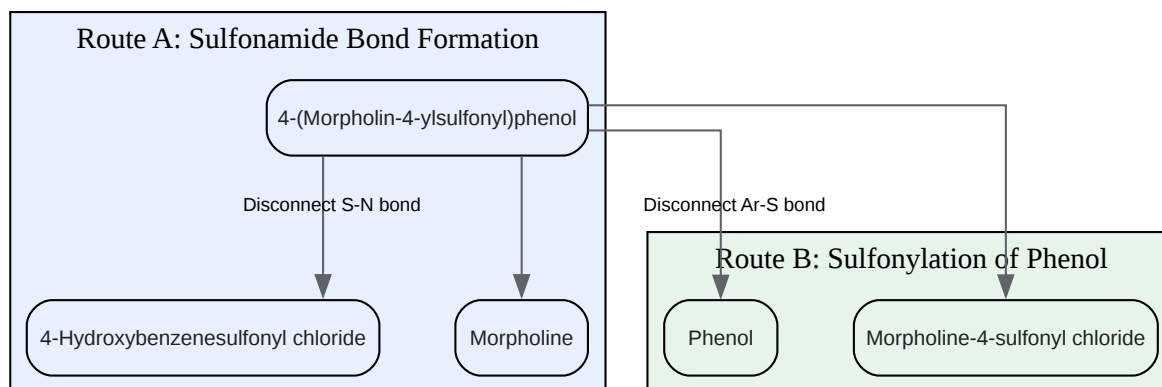 Route A: Sulfonamide Bond Formation
4-(Morpholin-4-ylsulfonyl)phenol
Disconnect S-N bond
Disconnect Ar-S bond
Route B: Sulfonylation of Phenol
4-Hydroxybenzenesulfonyl chloride
Morpholine
Phenol
Morpholine-4-sulfonyl chloride